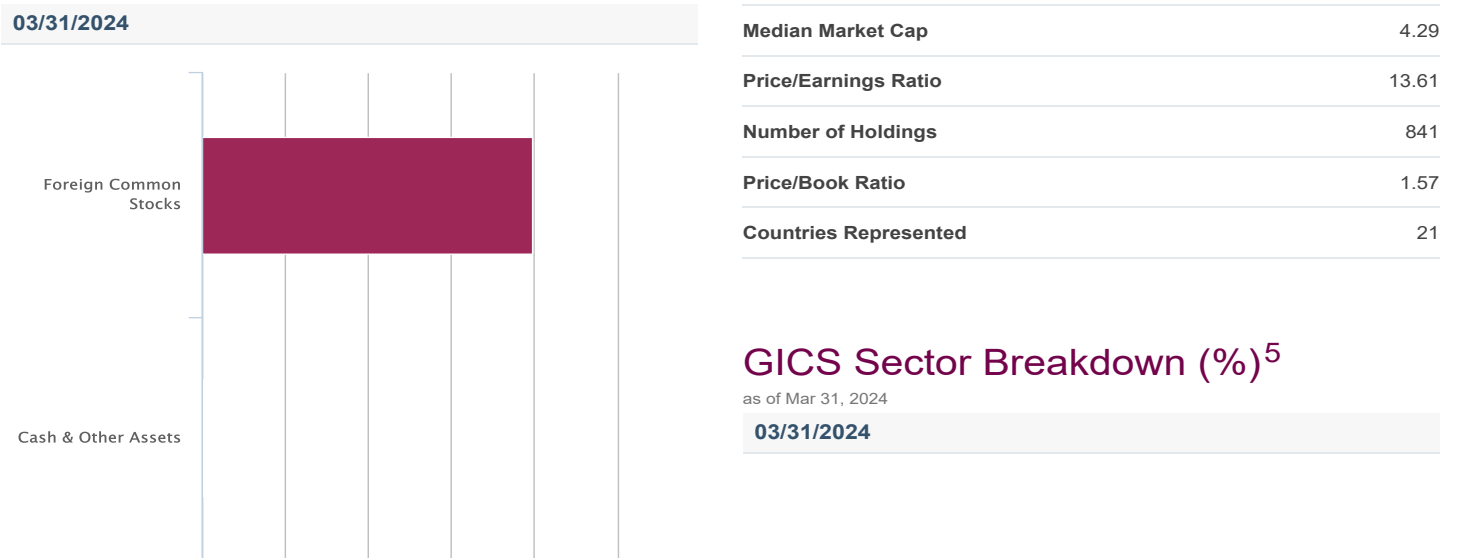 03/31/2024
Foreign Common
Stocks
Cash & Other Assets
Median Market Cap 4.29
Price/Earnings Ratio 13.61
Number of Holdings 841
Price/Book Ratio 1.57
Countries Represented 21
GICS Sector Breakdown (%)5
as of Mar 31, 2024
03/31/2024